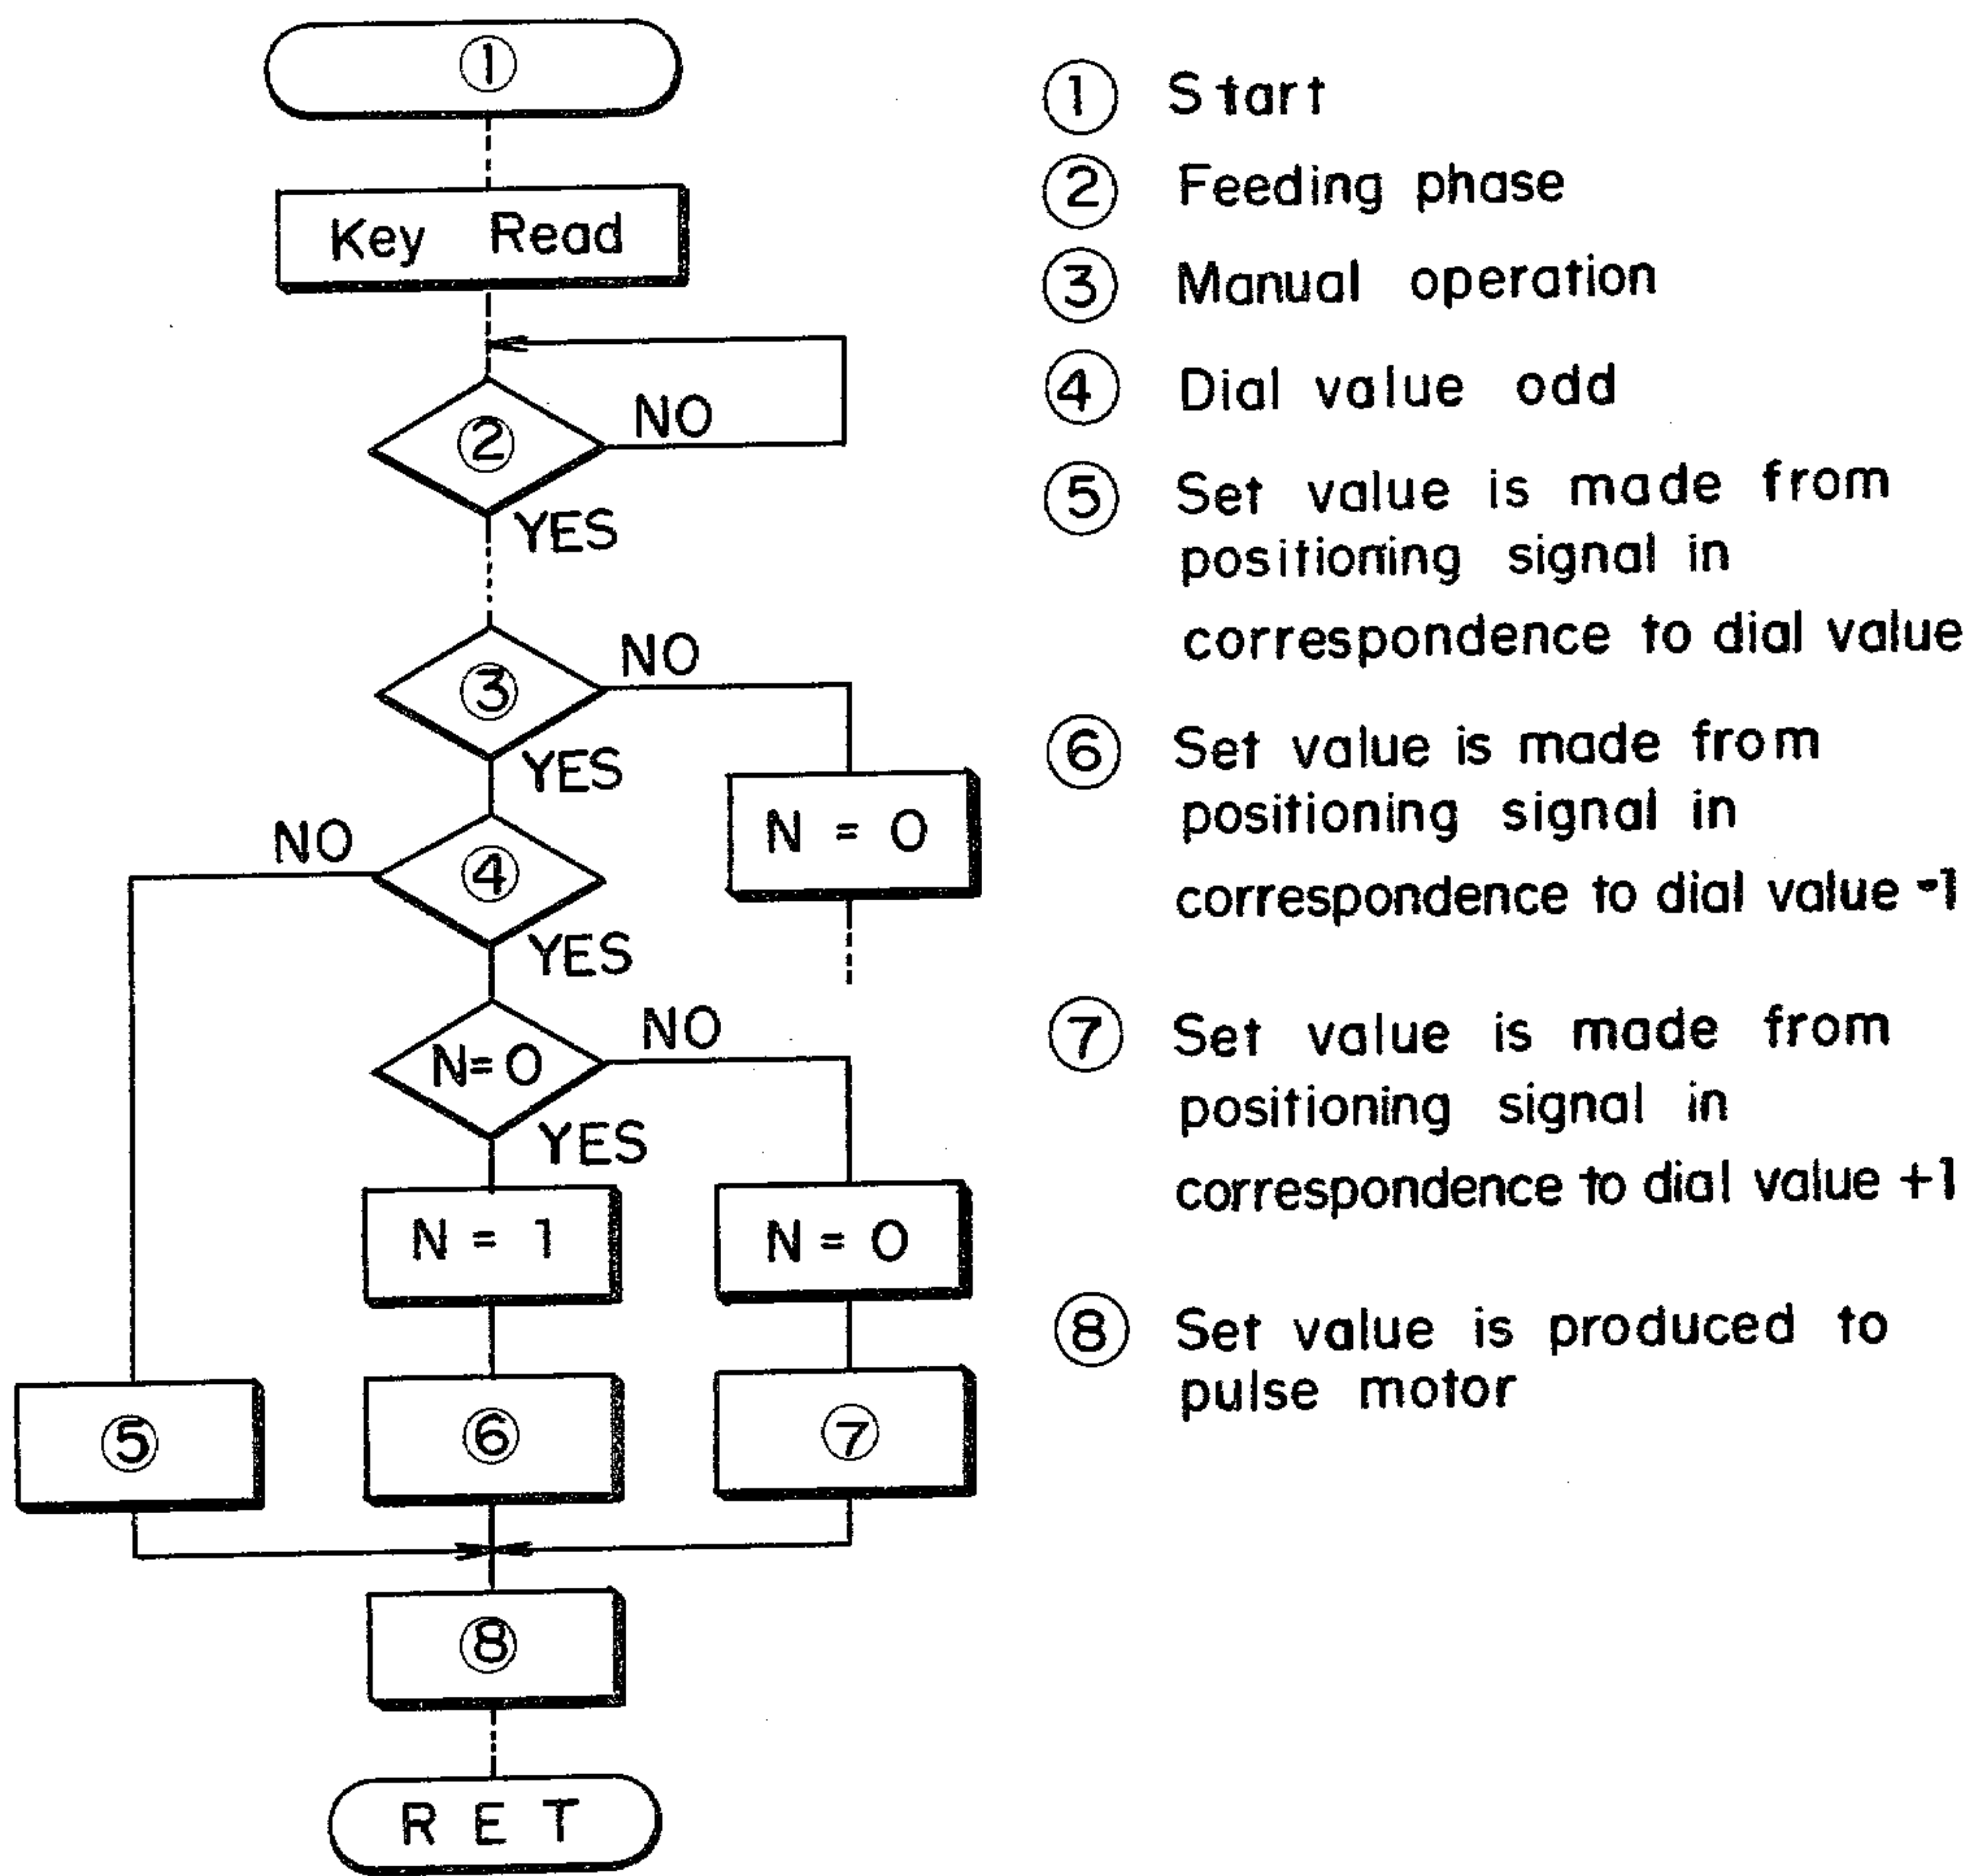 ①
Key Read
②
NO
YES
③
NO
YES
N = 0
NO
④
YES
N=0
NO
YES
N = 1
N = 0
⑤
⑥
⑦
⑧
RET
① Start
② Feeding phase
③ Manual operation
④ Dial value odd
⑤ Set value is made from
positioning signal in
correspondence to dial value
⑥ Set value is made from
positioning signal in
correspondence to dial value -1
⑦ Set value is made from
positioning signal in
correspondence to dial value +1
⑧ Set value is produced to
pulse motor